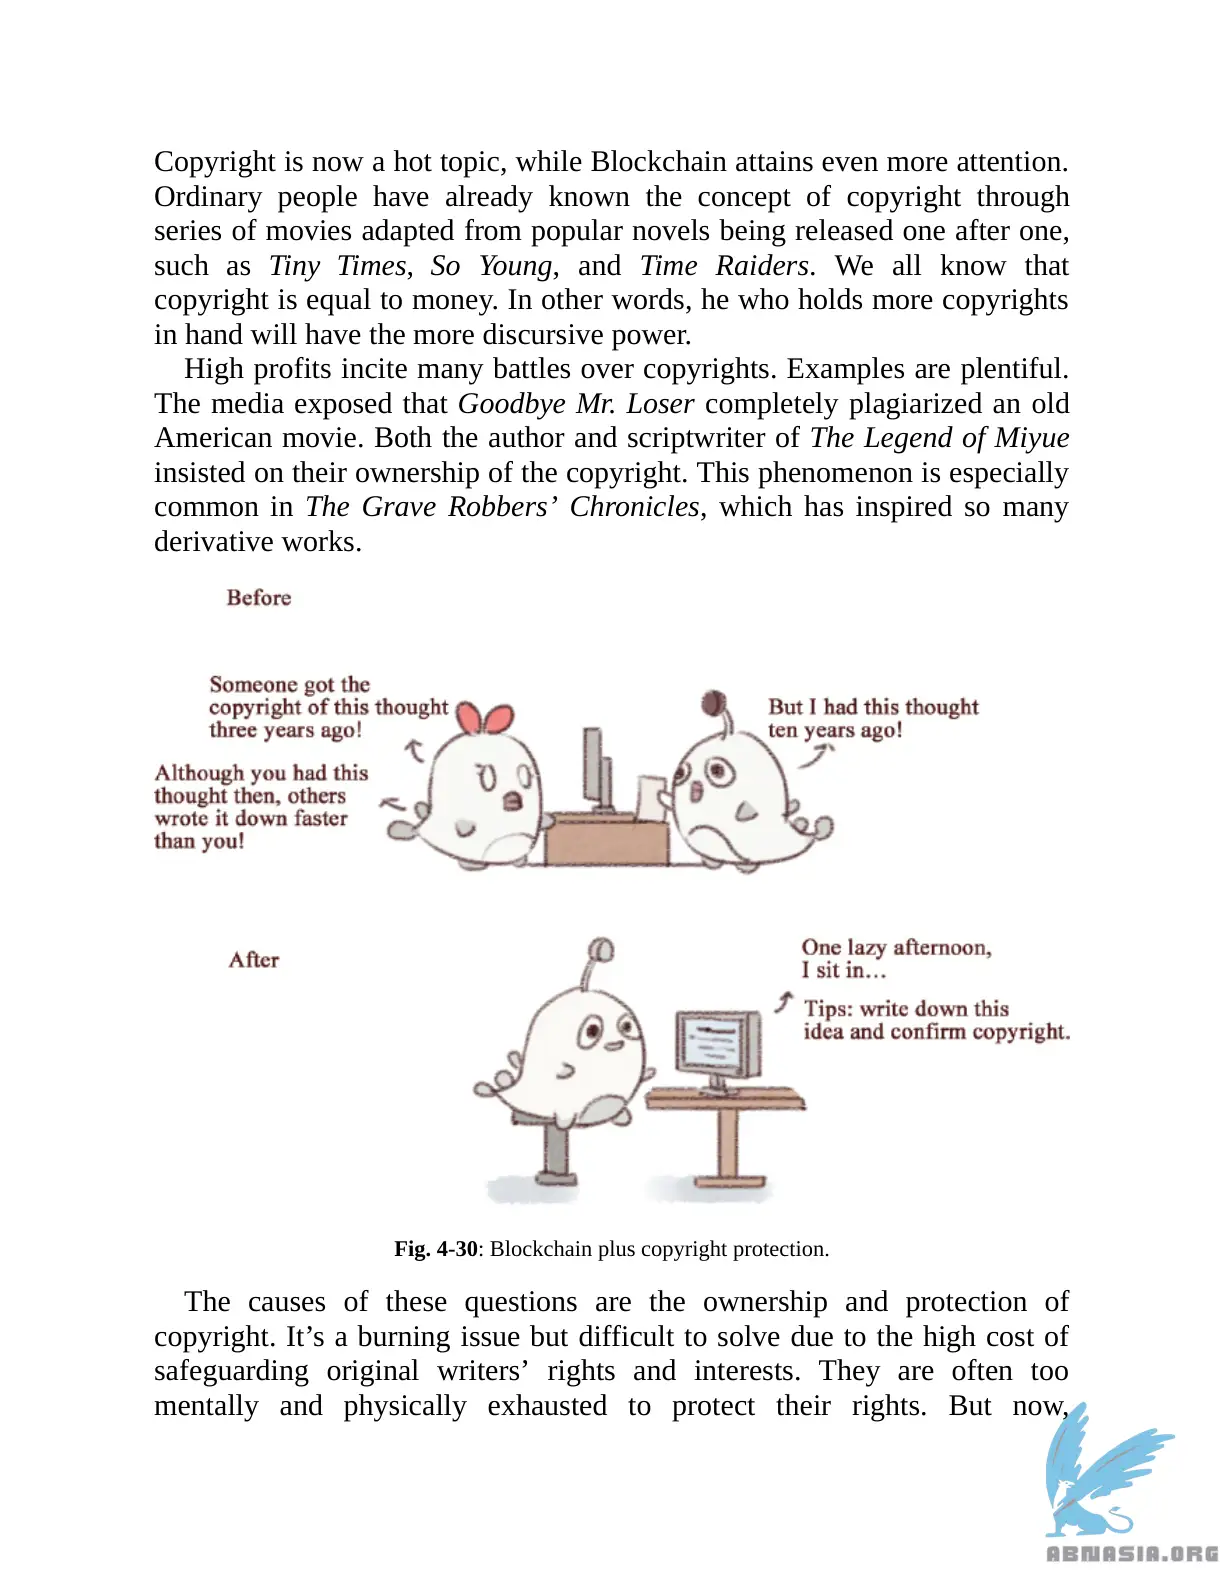 Copyright is now a hot topic, while Blockchain attains even more attention.
Ordinary people have already known the concept of copyright through
series of movies adapted from popular novels being released one after one,
such as Tiny Times, So Young, and Time Raiders. We all know that
copyright is equal to money. In other words, he who holds more copyrights
in hand will have the more discursive power.
High profits incite many battles over copyrights. Examples are plentiful.
The media exposed that Goodbye Mr. Loser completely plagiarized an old
American movie. Both the author and scriptwriter of The Legend of Miyue
insisted on their ownership of the copyright. This phenomenon is especially
common in The Grave Robbers’ Chronicles, which has inspired so many
derivative works.
Before
Someone got the
copyright of this thought
three years ago!
But I had this thought
ten years ago!
Although you had this
thought then, others
wrote it down faster
than you!
After
One lazy afternoon,
I sit in…
Tips: write down this
idea and confirm copyright.
Fig. 4-30: Blockchain plus copyright protection.
The causes of these questions are the ownership and protection of
copyright. It’s a burning issue but difficult to solve due to the high cost of
safeguarding original writers’ rights and interests. They are often too
mentally and physically exhausted to protect their rights. But now,
ABNASIA.ORG